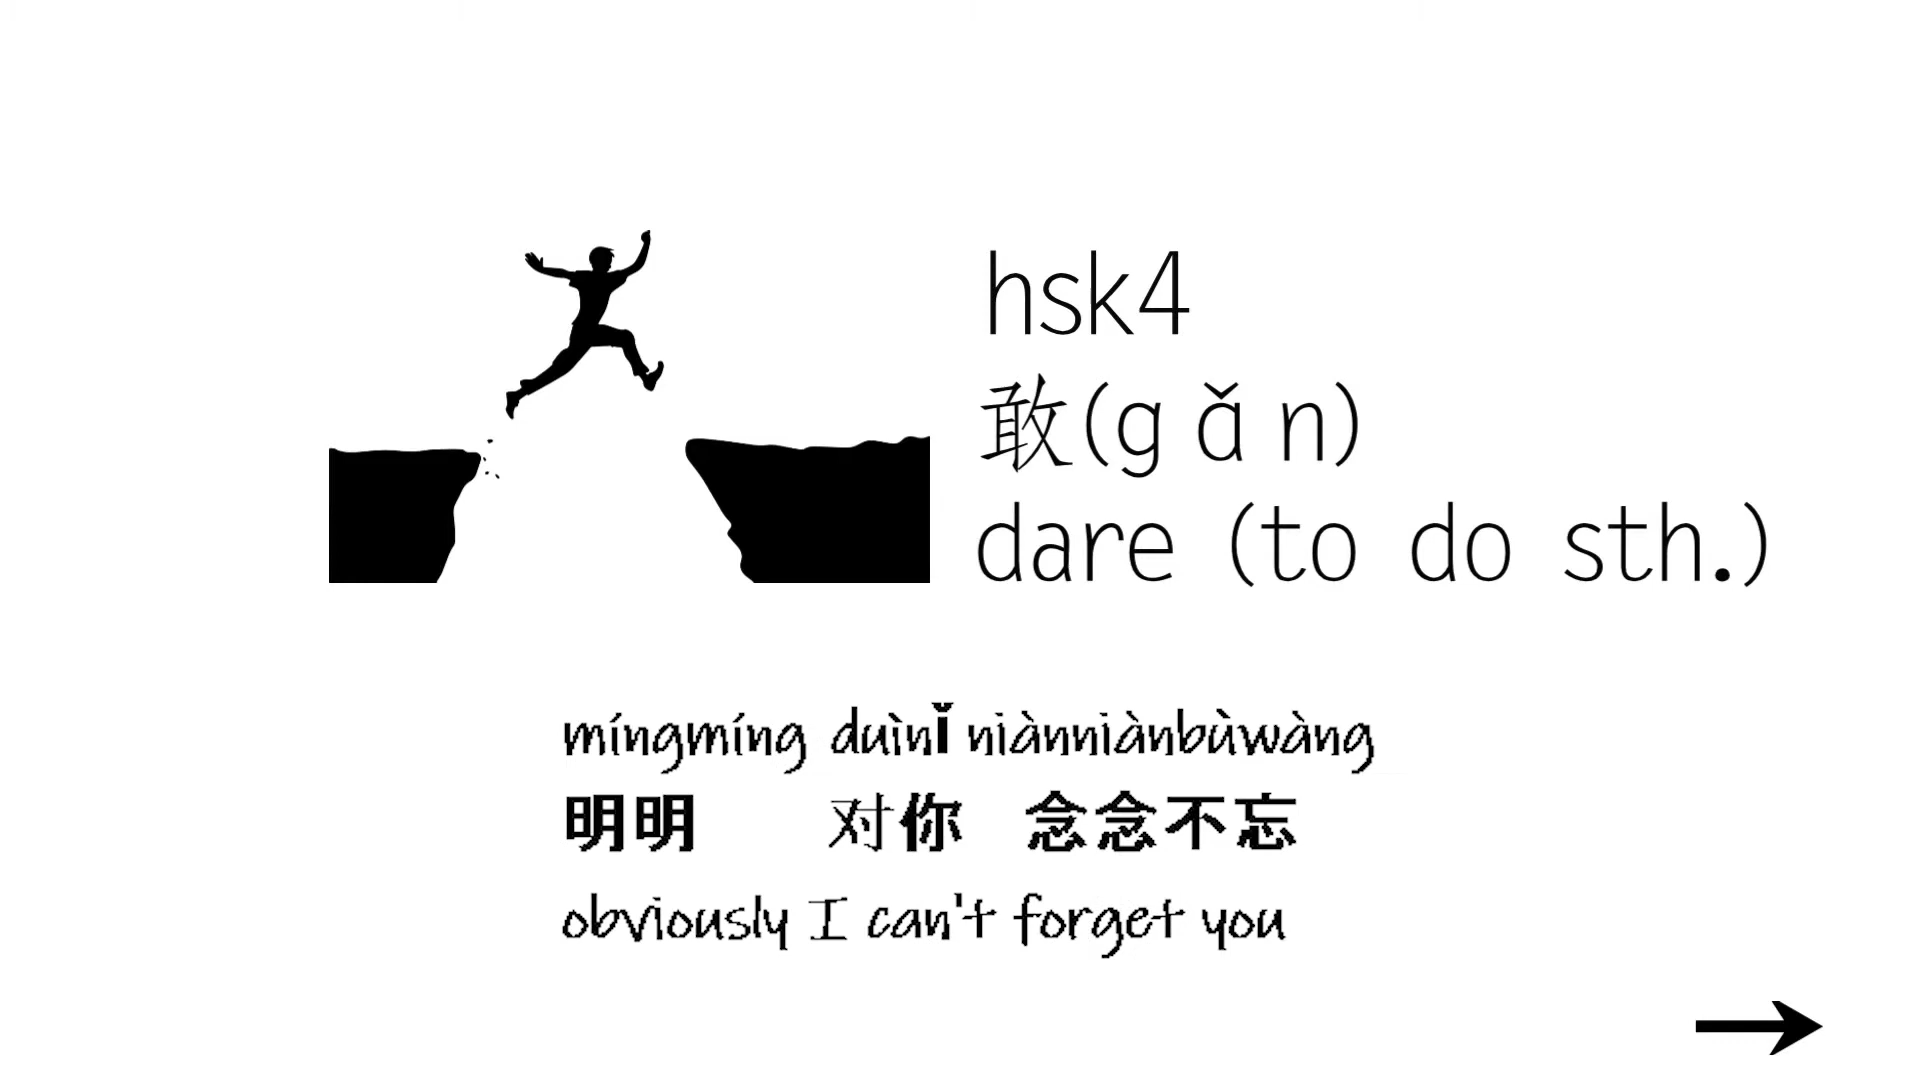 hsk4
敢(gǎn)
dare (to do sth.)
míngmíng duìnǐ niànniànbùwàng
明明 对你 念念不忘
obviously I can't forget you